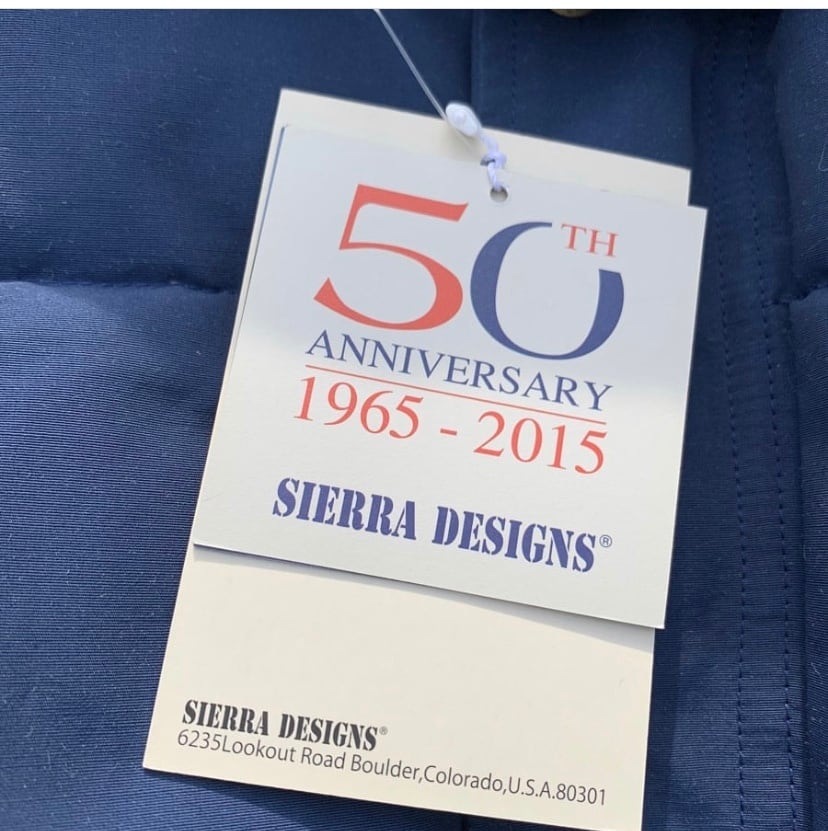 50TH
ANNIVERSARY
1965 - 2015
SIERRA DESIGNS®
SIERRA DESIGNS®
6235Lookout Road Boulder,Colorado,U.S.A.80301